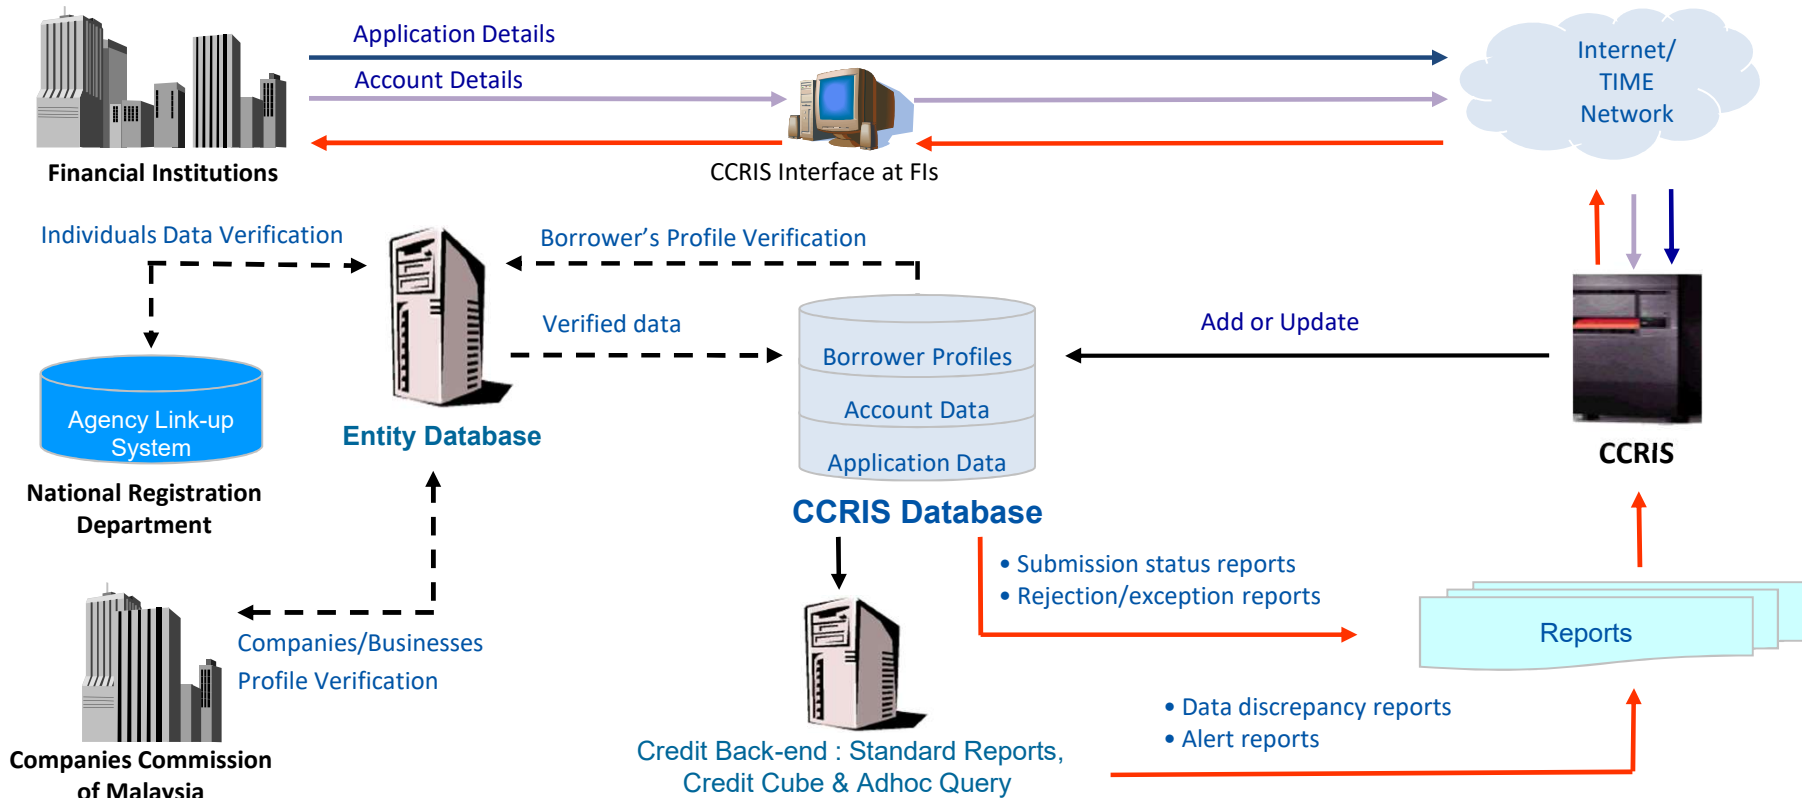 Application Details
Account Details
Internet/
TIME
Network
Financial Institutions
CCRIS Interface at FIs
Individuals Data Verification
Borrower’s Profile Verification
Verified data
Add or Update
Borrower Profiles
Account Data
Application Data
Agency Link-up
System
Entity Database
CCRIS
National Registration
Department
CCRIS Database
• Submission status reports
• Rejection/exception reports
Reports
Companies/Businesses
Profile Verification
• Data discrepancy reports
• Alert reports
Companies Commission
of Malaysia
Credit Back-end : Standard Reports,
Credit Cube & Adhoc Query